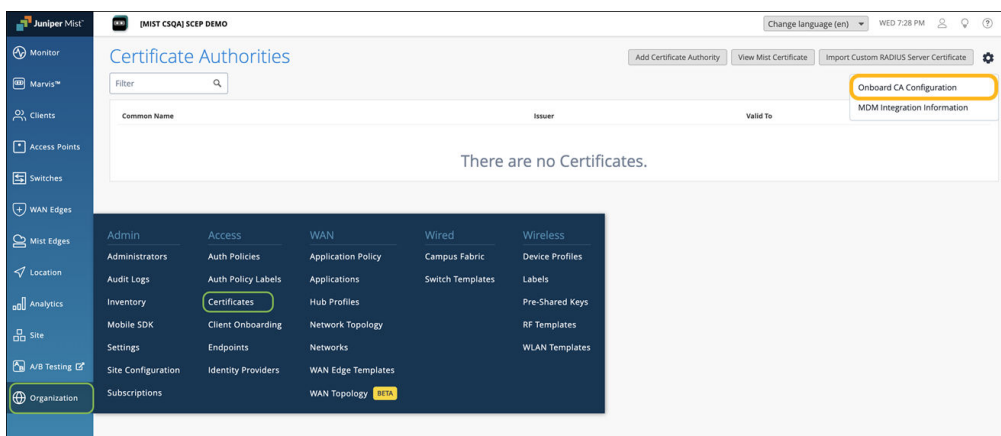 Juniper Mist™
[MIST CSQA] SCEP DEMO
Change language (en)
WED 7:28 PM
Monitor
Marvis™
Clients
Access Points
Switches
WAN Edges
Mist Edges
Location
Analytics
Site
A/B Testing
Organization
Certificate Authorities
Add Certificate Authority
View Mist Certificate
Import Custom RADIUS Server Certificate
Filter
Onboard CA Configuration
MDM Integration Information
Common Name
Issuer
Valid To
There are no Certificates.
Admin
Administrators
Audit Logs
Inventory
Mobile SDK
Settings
Site Configuration
Subscriptions
Access
Auth Policies
Auth Policy Labels
Certificates
Client Onboarding
Endpoints
Identity Providers
WAN
Application Policy
Applications
Hub Profiles
Network Topology
Networks
WAN Edge Templates
WAN Topology BETA
Wired
Campus Fabric
Switch Templates
Wireless
Device Profiles
Labels
Pre-Shared Keys
RF Templates
WLAN Templates